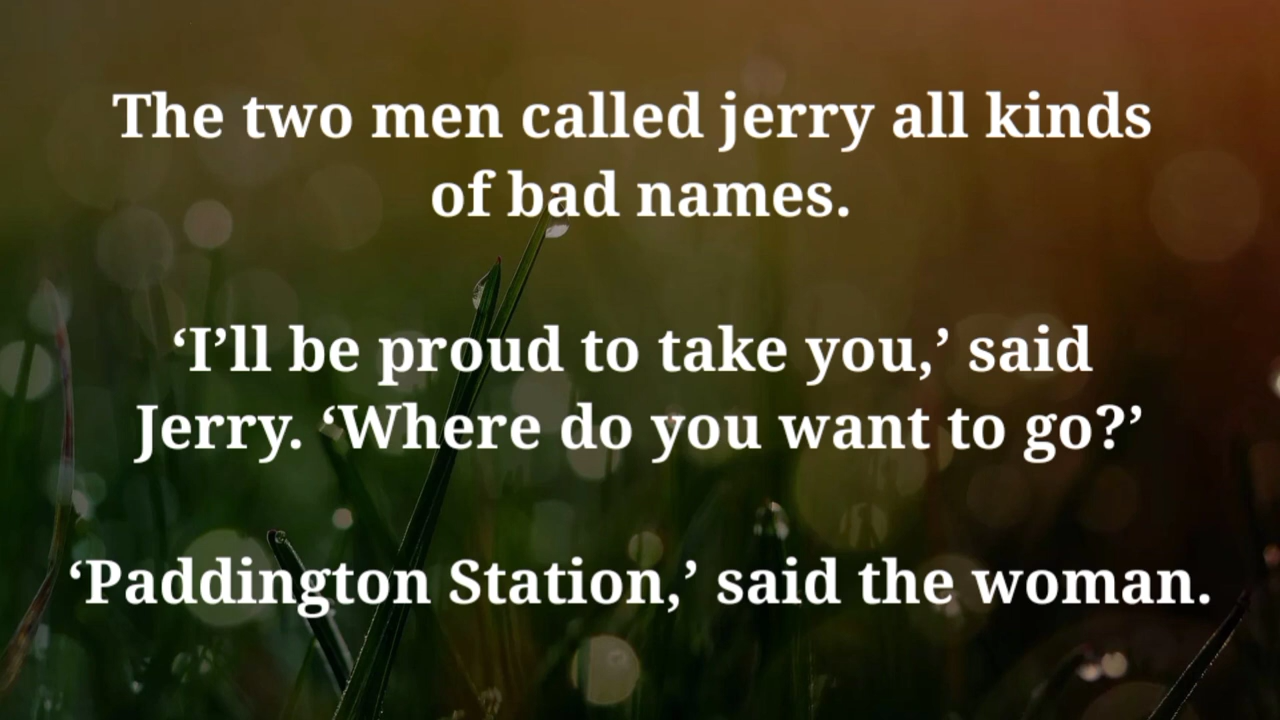 The two men called jerry all kinds
of bad names.
‘I’ll be proud to take you,’ said
Jerry. ‘Where do you want to go?’
‘Paddington Station,’ said the woman.